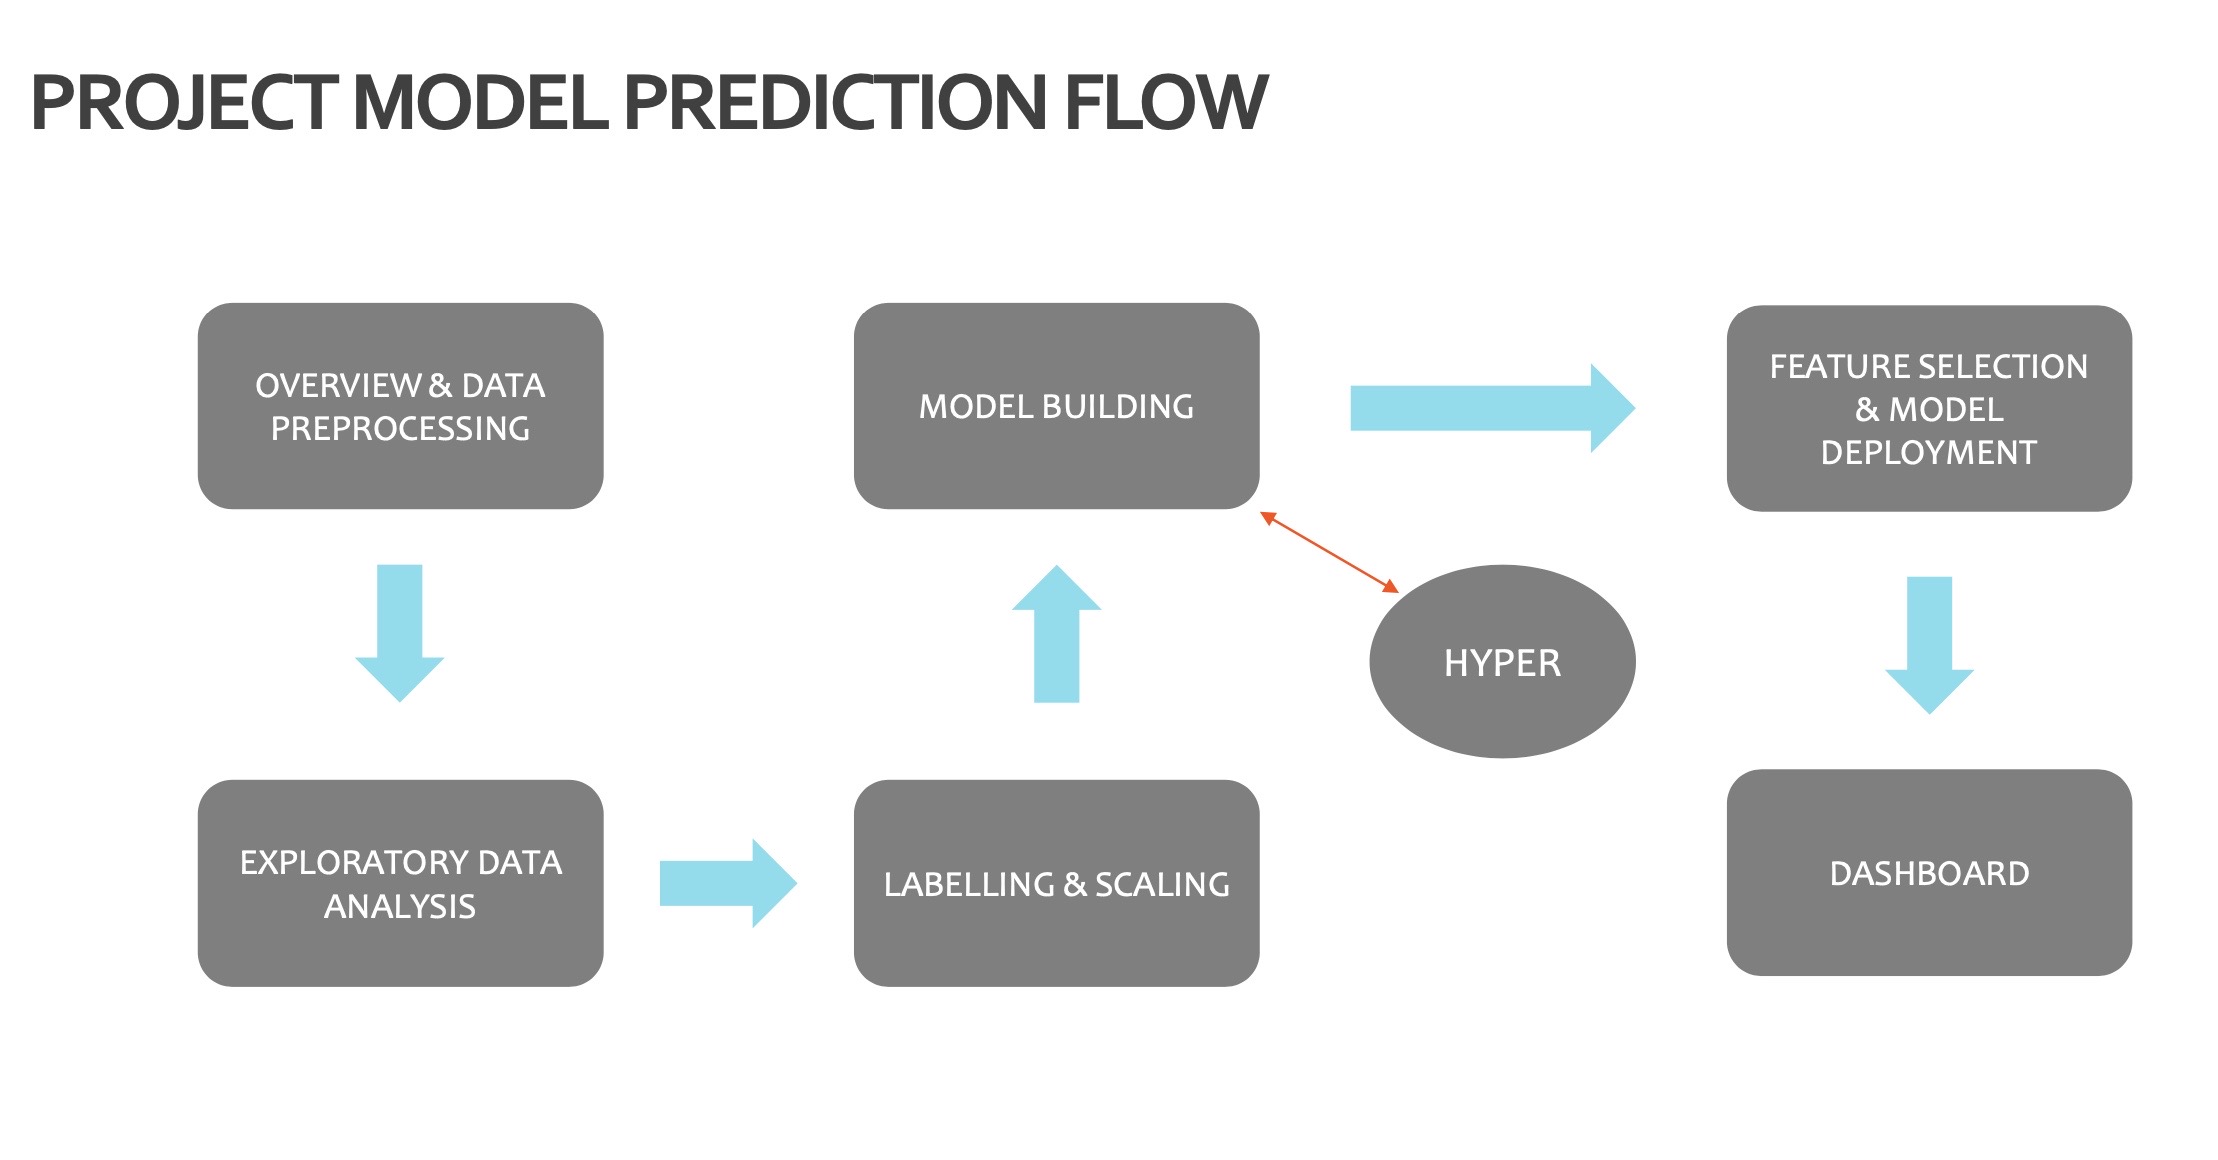 PROJECT MODEL PREDICTION FLOW
OVERVIEW & DATA
PREPROCESSING
EXPLORATORY DATA
ANALYSIS
LABELLING & SCALING
MODEL BUILDING
HYPER
FEATURE SELECTION
& MODEL
DEPLOYMENT
DASHBOARD